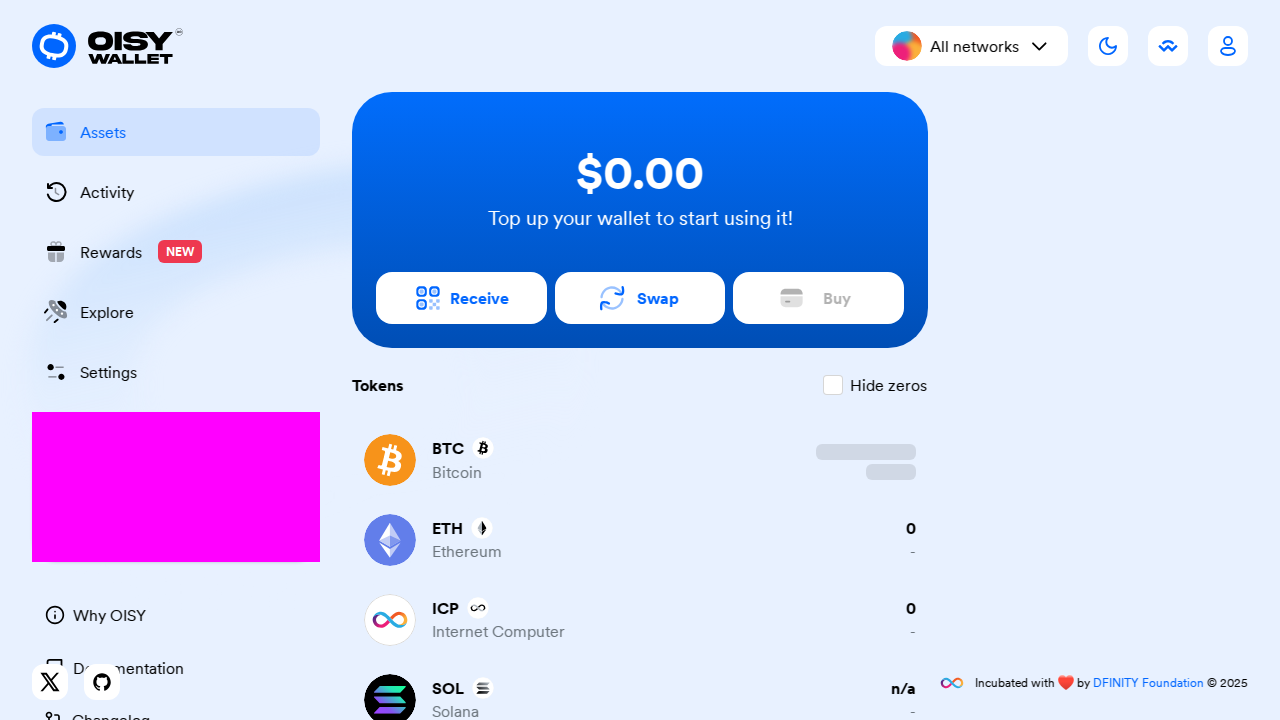 OISY
WALLET
All networks
Assets
Activity
Rewards NEW
Explore
Settings
$0.00
Top up your wallet to start using it!
Receive
Swap
Buy
Tokens
Hide zeros
BTC
Bitcoin
ETH
0
Ethereum
-
ICP
0
Internet Computer
-
SOL
n/a
Solana
-
Why OISY
Documentation
Changelog
Incubated with ❤️ by DFINITY Foundation © 2025